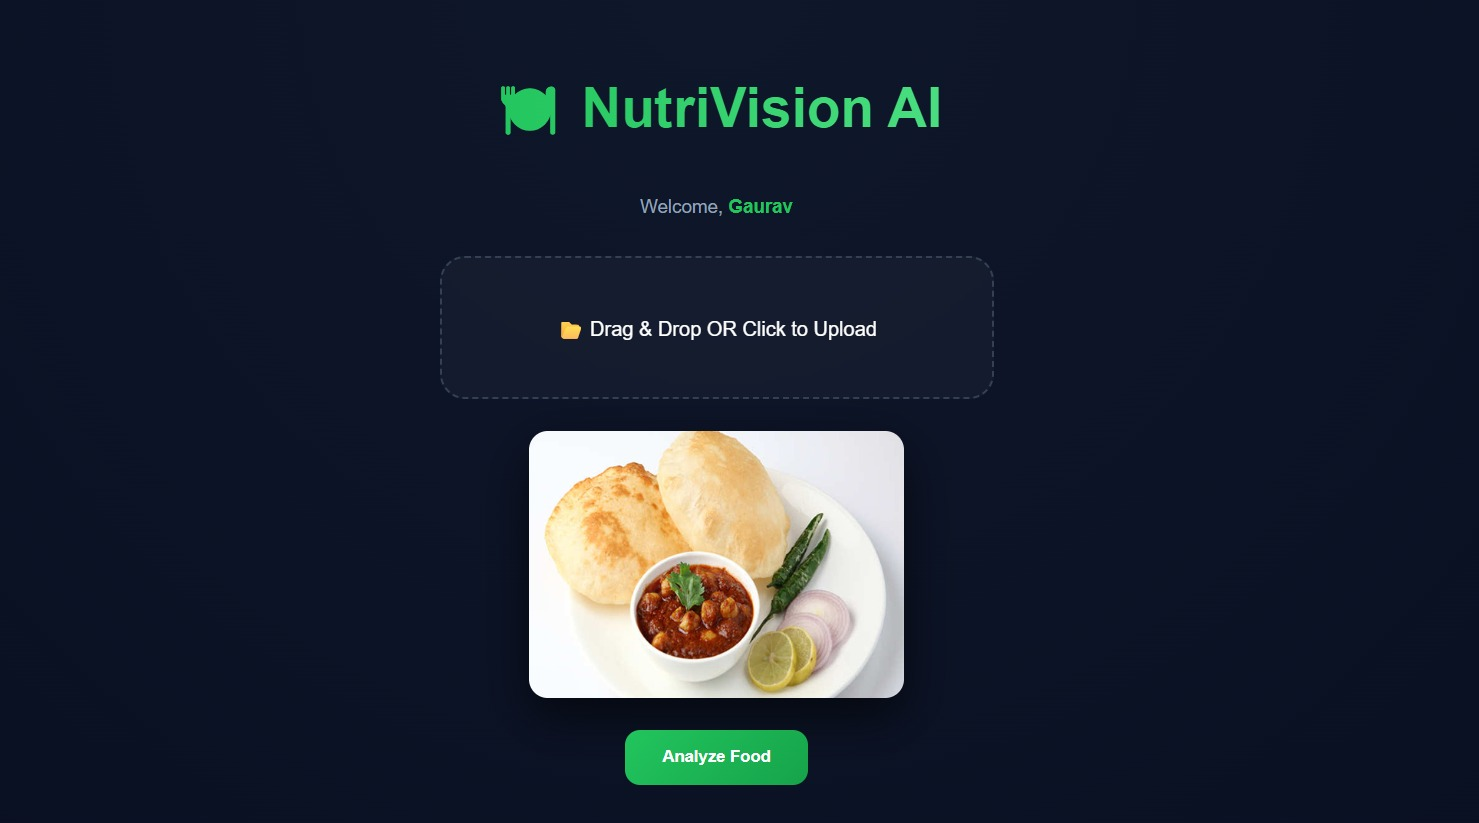 NutriVision AI
Welcome, Gaurav
Drag & Drop OR Click to Upload
Analyze Food